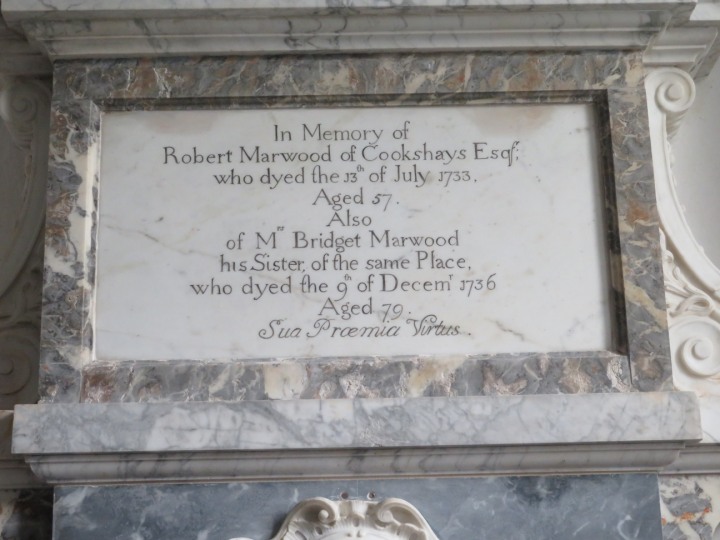 In Memory of
Robert Marwood of Cookshays Esqr.
who dyed the 13th of July 1733.
Aged 57.
Also
of Mrs Bridget Marwood
his Sister, of the same Place,
who dyed the 9th of Decemr 1736
Aged 79.
Sua Præmia Virtus.